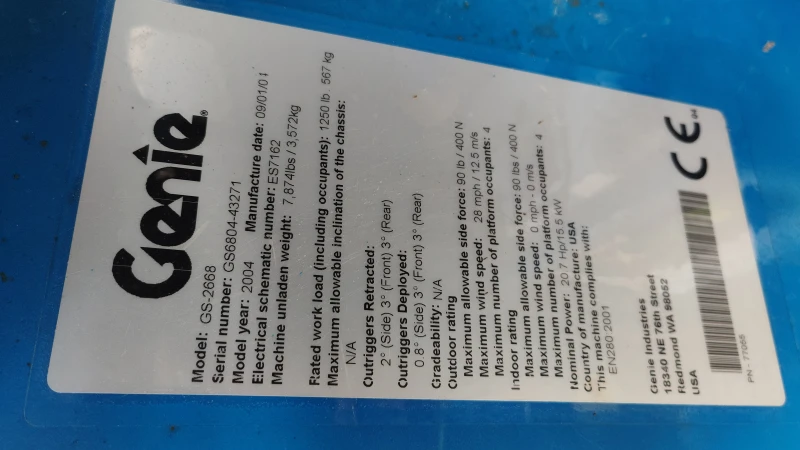 Genie®
Model: GS-2668
Serial number: GS6804-43271
Model year: 2004 Manufacture date: 09/01/01
Electrical schematic number: ES7162
Machine unladen weight: 7,874lbs / 3,572kg
Rated work load (including occupants): 1250 lb 567 kg
Maximum allowable inclination of the chassis:
N/A
Outriggers Retracted:
2° (Side) 3° (Front) 3° (Rear)
Outriggers Deployed:
0.8° (Side) 3° (Front) 3° (Rear)
Gradeability: N/A
Outdoor rating
Maximum allowable side force: 90 lb / 400 N
Maximum wind speed: 28 mph / 12.5 m/s
Maximum number of platform occupants: 4
Indoor rating
Maximum allowable side force: 90 lbs / 400 N
Maximum wind speed: 0 mph - 0 m/s
Maximum number of platform occupants: 4
Nominal Power: 20.7 Hp/15.5 kW
Country of manufacture: USA
This machine complies with:
EN280:2001
Genie Industries
18340 NE 76th Street
Redmond WA 98052
USA
PN - 77055
CE 04